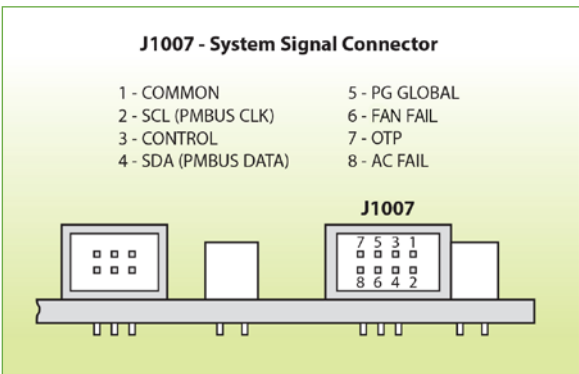 J1007 - System Signal Connector
1 - COMMON
2 - SCL (PMBUS CLK)
3 - CONTROL
4 - SDA (PMBUS DATA)
5 - PG GLOBAL
6 - FAN FAIL
7 - OTP
8 - AC FAIL
J1007
7 5 3 1
8 6 4 2